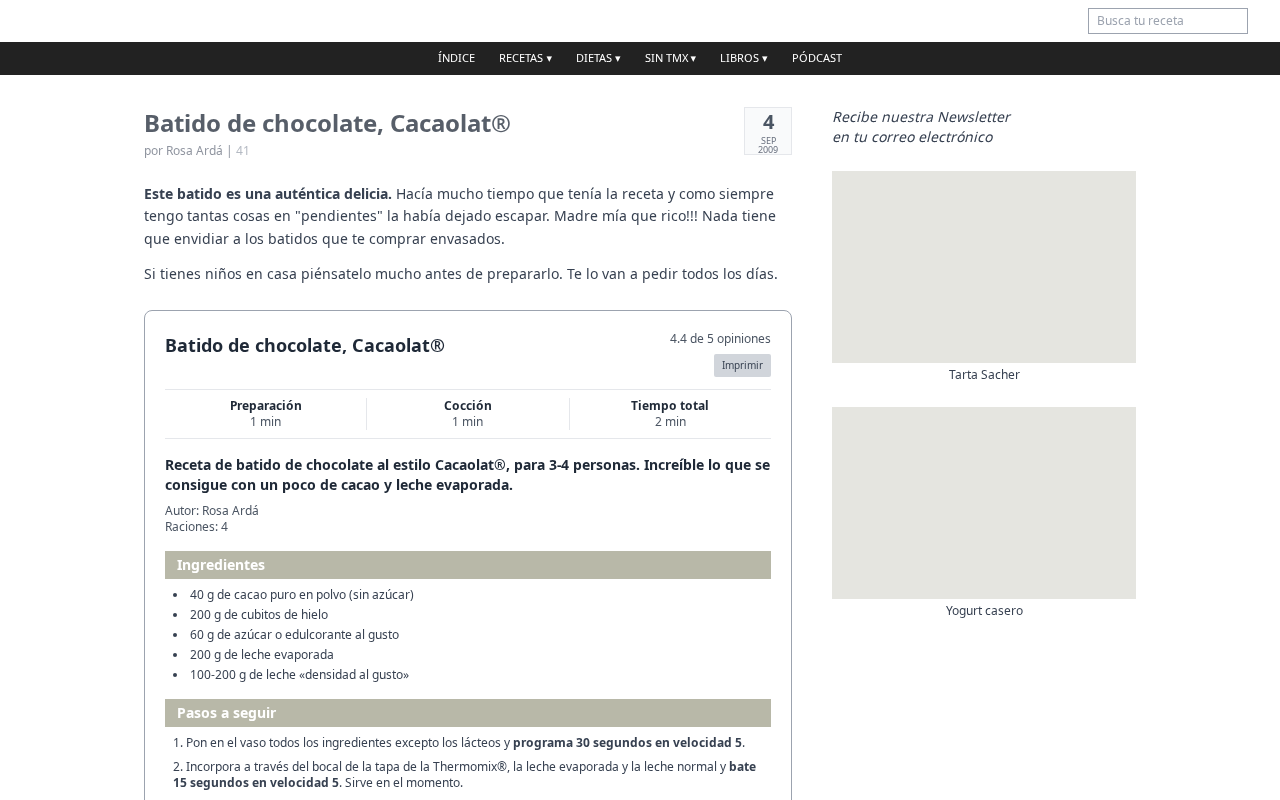 Busca tu receta
ÍNDICE RECETAS ▾ DIETAS ▾ SIN TMX ▾ LIBROS ▾ PÓDCAST
Batido de chocolate, Cacaolat®
por Rosa Ardá | 41
4
SEP
2009
Este batido es una auténtica delicia. Hacía mucho tiempo que tenía la receta y como siempre
tengo tantas cosas en "pendientes" la había dejado escapar. Madre mía que rico!!! Nada tiene
que envidiar a los batidos que te comprar envasados.
Si tienes niños en casa piénsatelo mucho antes de prepararlo. Te lo van a pedir todos los días.
Batido de chocolate, Cacaolat®
4.4 de 5 opiniones
Imprimir
Preparación Cocción Tiempo total
1 min 1 min 2 min
Receta de batido de chocolate al estilo Cacaolat®, para 3-4 personas. Increíble lo que se
consigue con un poco de cacao y leche evaporada.
Autor: Rosa Ardá
Raciones: 4
Ingredientes
• 40 g de cacao puro en polvo (sin azúcar)
• 200 g de cubitos de hielo
• 60 g de azúcar o edulcorante al gusto
• 200 g de leche evaporada
• 100-200 g de leche «densidad al gusto»
Pasos a seguir
1. Pon en el vaso todos los ingredientes excepto los lácteos y programa 30 segundos en velocidad 5.
2. Incorpora a través del bocal de la tapa de la Thermomix®, la leche evaporada y la leche normal y bate
15 segundos en velocidad 5. Sirve en el momento.
Recibe nuestra Newsletter
en tu correo electrónico
Tarta Sacher
Yogurt casero